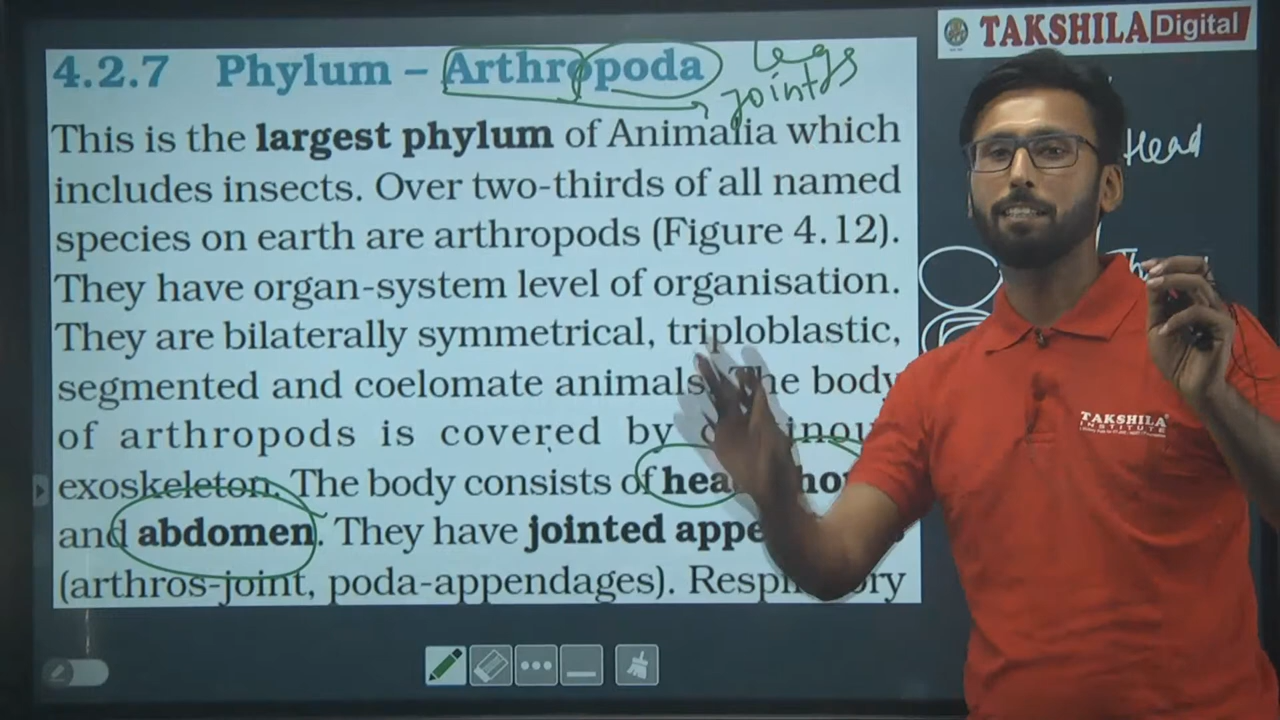 TAKSHILA Digital
4.2.7 Phylum – Arthropoda
legs
joints
This is the largest phylum of Animalia which
includes insects. Over two-thirds of all named
species on earth are arthropods (Figure 4.12).
They have organ-system level of organisation.
They are bilaterally symmetrical, triploblastic,
segmented and coelomate animals. The body
of arthropods is covered by
exoskeleton. The body consists of
and abdomen. They have jointed
(arthros-joint, poda-appendages).
Head
TAKSHILA
INSTITUTE